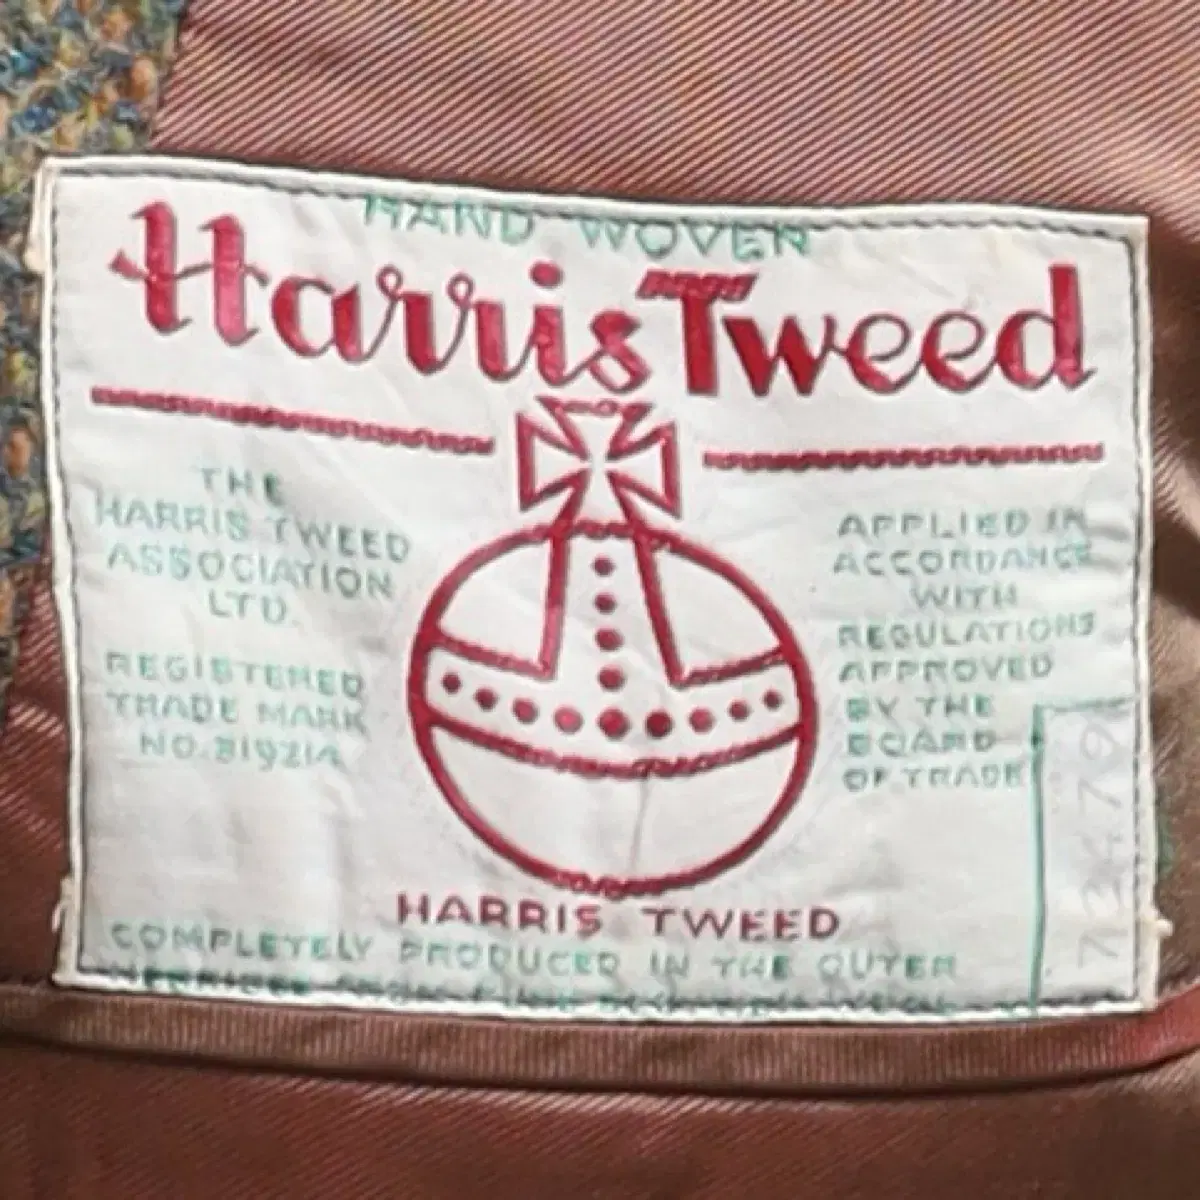 HAND WOVEN
Harris Tweed
THE
HARRIS TWEED
ASSOCIATION
LTD.
REGISTERED
TRADE MARK
NO. 319214
APPLIED IN
ACCORDANCE
WITH
REGULATIONS
APPROVED
BY THE
BOARD
OF TRADE
HARRIS TWEED
COMPLETELY PRODUCED IN THE OUTER